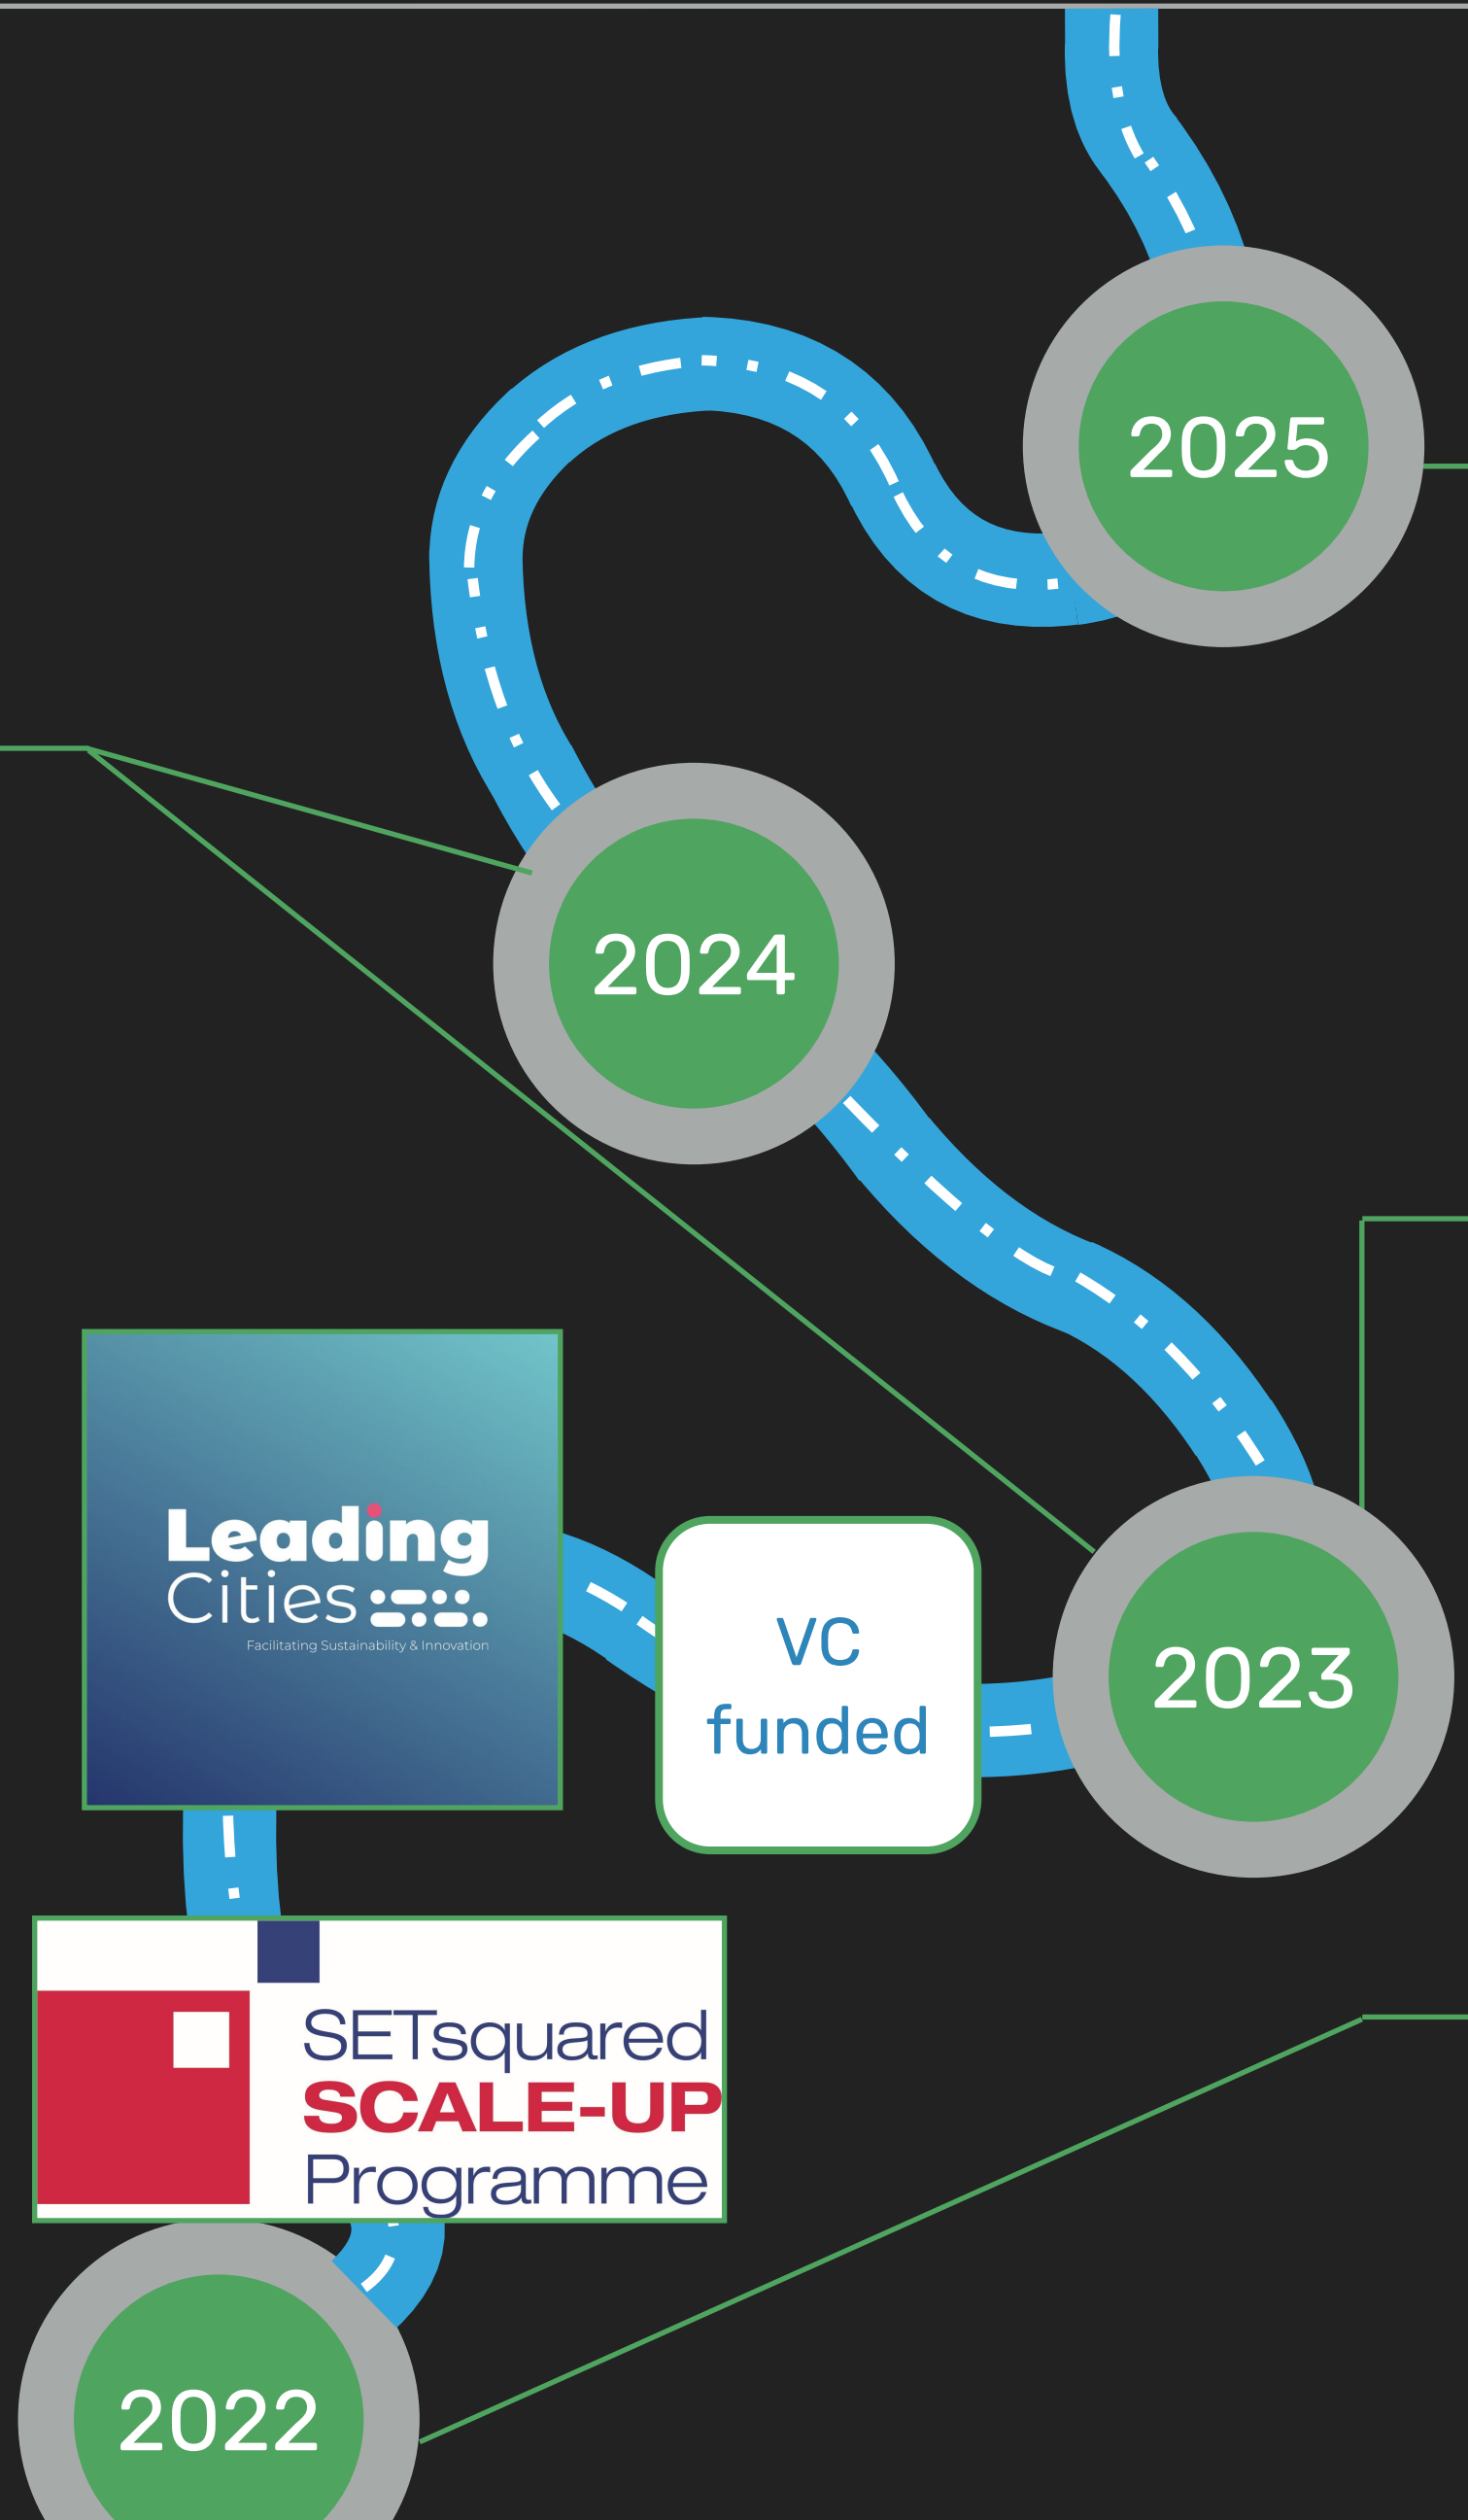 2025
2024
Leading
Cities
Facilitating Sustainability & Innovation
VC
funded
2023
SETsquared
SCALE-UP
Programme
2022